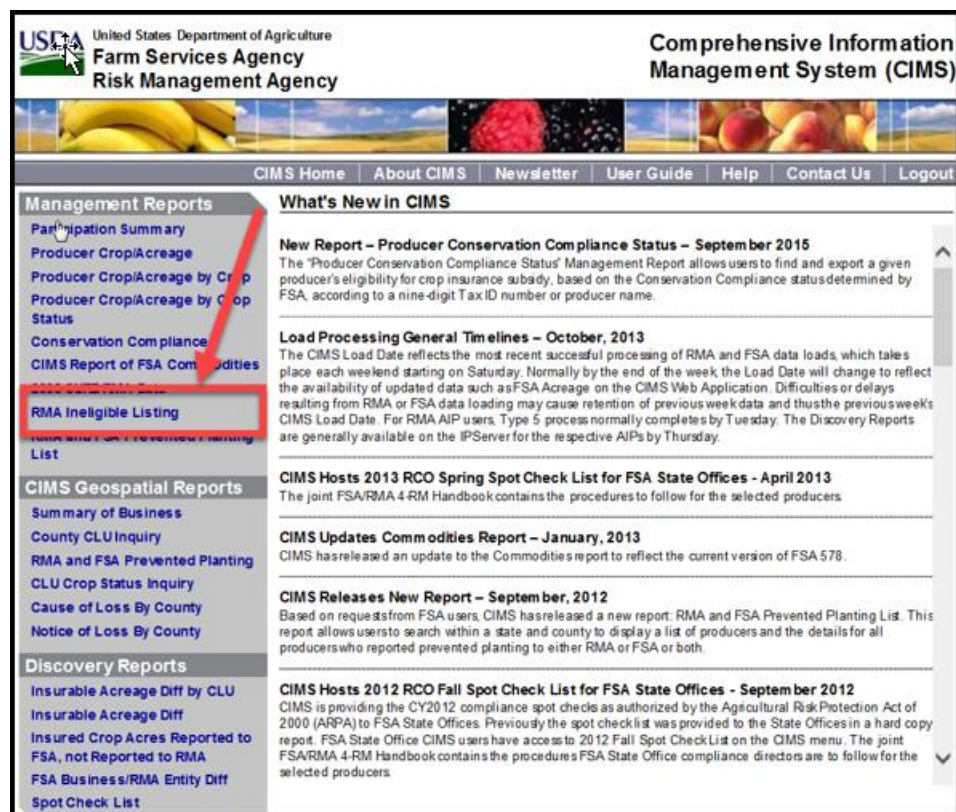 USDA
United States Department of Agriculture
Farm Services Agency
Risk Management Agency
Comprehensive Information
Management System (CIMS)
CIMS Home | About CIMS | Newsletter | User Guide | Help | Contact Us | Logout
Management Reports
Participation Summary
Producer Crop/Acreage
Producer Crop/Acreage by Crop
Producer Crop/Acreage by Crop
Status
Conservation Compliance
CIMS Report of FSA Commodities
RMA Ineligible Listing
RMA and FSA Prevented Planting
List
CIMS Geospatial Reports
Summary of Business
County CLU Inquiry
RMA and FSA Prevented Planting
CLU Crop Status Inquiry
Cause of Loss By County
Notice of Loss By County
Discovery Reports
Insurable Acreage Diff by CLU
Insurable Acreage Diff
Insured Crop Acres Reported to
FSA, not Reported to RMA
FSA Business/RMA Entity Diff
Spot Check List
What's New in CIMS
New Report – Producer Conservation Compliance Status – September 2015
The "Producer Conservation Compliance Status' Management Report allows users to find and export a given
producer's eligibility for crop insurance subsidy, based on the Conservation Compliance status determined by
FSA, according to a nine-digit Tax ID number or producer name.
Load Processing General Timelines – October, 2013
The CIMS Load Date reflects the most recent successful processing of RMA and FSA data loads, which takes
place each weekend starting on Saturday. Normally by the end of the week, the Load Date will change to reflect
the availability of updated data such as FSA Acreage on the CIMS Web Application. Difficulties or delays
resulting from RMA or FSA data loading may cause retention of previous week data and thus the previous week's
CIMS Load Date. For RMA AIP users, Type 5 process normally completes by Tuesday. The Discovery Reports
are generally available on the IPServer for the respective AIPs by Thursday.
CIMS Hosts 2013 RCO Spring Spot Check List for FSA State Offices - April 2013
The joint FSA/RMA 4-RM Handbook contains the procedures to follow for the selected producers.
CIMS Updates Commodities Report – January, 2013
CIMS has released an update to the Commodities report to reflect the current version of FSA 578.
CIMS Releases New Report – September, 2012
Based on requests from FSA users, CIMS has released a new report: RMA and FSA Prevented Planting List. This
report allows users to search within a state and county to display a list of producers and the details for all
producers who reported prevented planting to either RMA or FSA or both.
CIMS Hosts 2012 RCO Fall Spot Check List for FSA State Offices - September 2012
CIMS is providing the CY2012 compliance spot checks as authorized by the Agricultural Risk Protection Act of
2000 (ARPA) to FSA State Offices. Previously the spot check list was provided to the State Offices in a hard copy
report. FSA State Office CIMS users have access to 2012 Fall Spot Check List on the CIMS menu. The joint
FSA/RMA 4-RM Handbook contains the procedures FSA State Office compliance directors are to follow for the
selected producers.